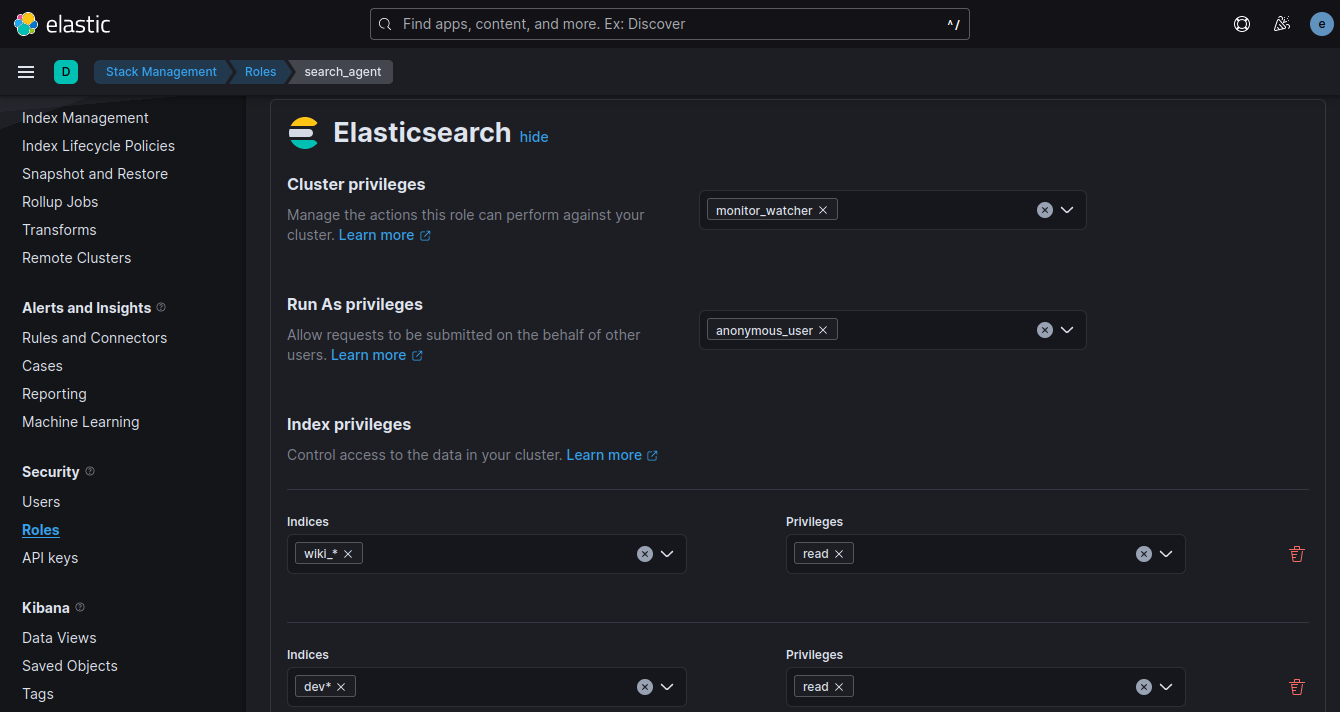 elastic
Find apps, content, and more. Ex: Discover
^/
e
D
Stack Management
Roles
search_agent
Index Management
Index Lifecycle Policies
Snapshot and Restore
Rollup Jobs
Transforms
Remote Clusters
Alerts and Insights
Rules and Connectors
Cases
Reporting
Machine Learning
Security
Users
Roles
API keys
Kibana
Data Views
Saved Objects
Tags
Elasticsearch hide
Cluster privileges
Manage the actions this role can perform against your
cluster. Learn more
monitor_watcher
Run As privileges
Allow requests to be submitted on the behalf of other
users. Learn more
anonymous_user
Index privileges
Control access to the data in your cluster. Learn more
Indices
wiki_*
Privileges
read
Indices
dev*
Privileges
read